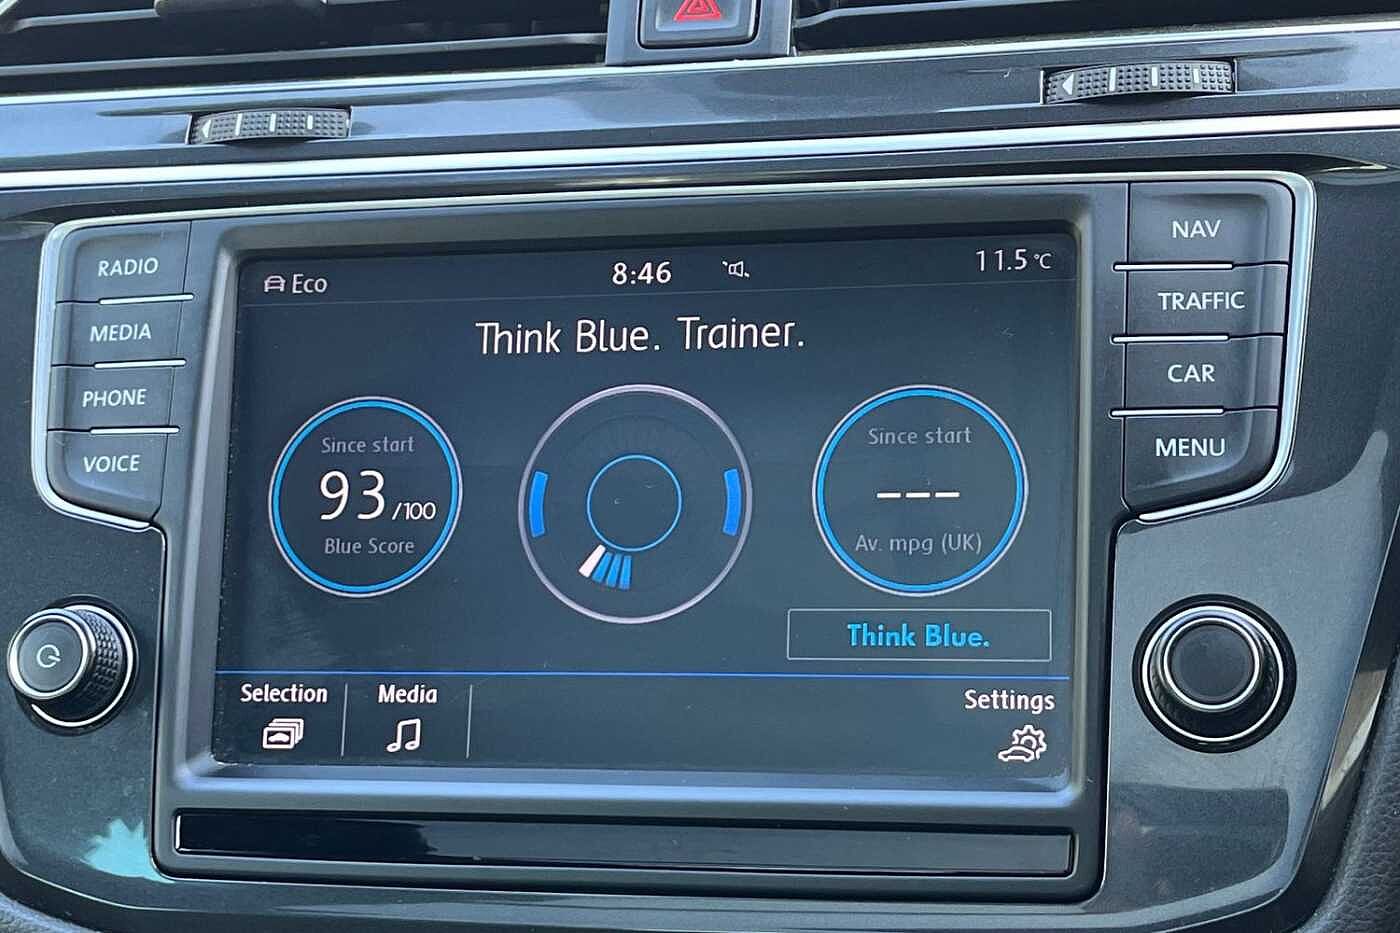 RADIO
MEDIA
PHONE
VOICE
Eco
8:46
11.5°C
Think Blue. Trainer.
Since start
93/100
Blue Score
Since start
---
Av. mpg (UK)
Think Blue.
Selection
Media
Settings
NAV
TRAFFIC
CAR
MENU